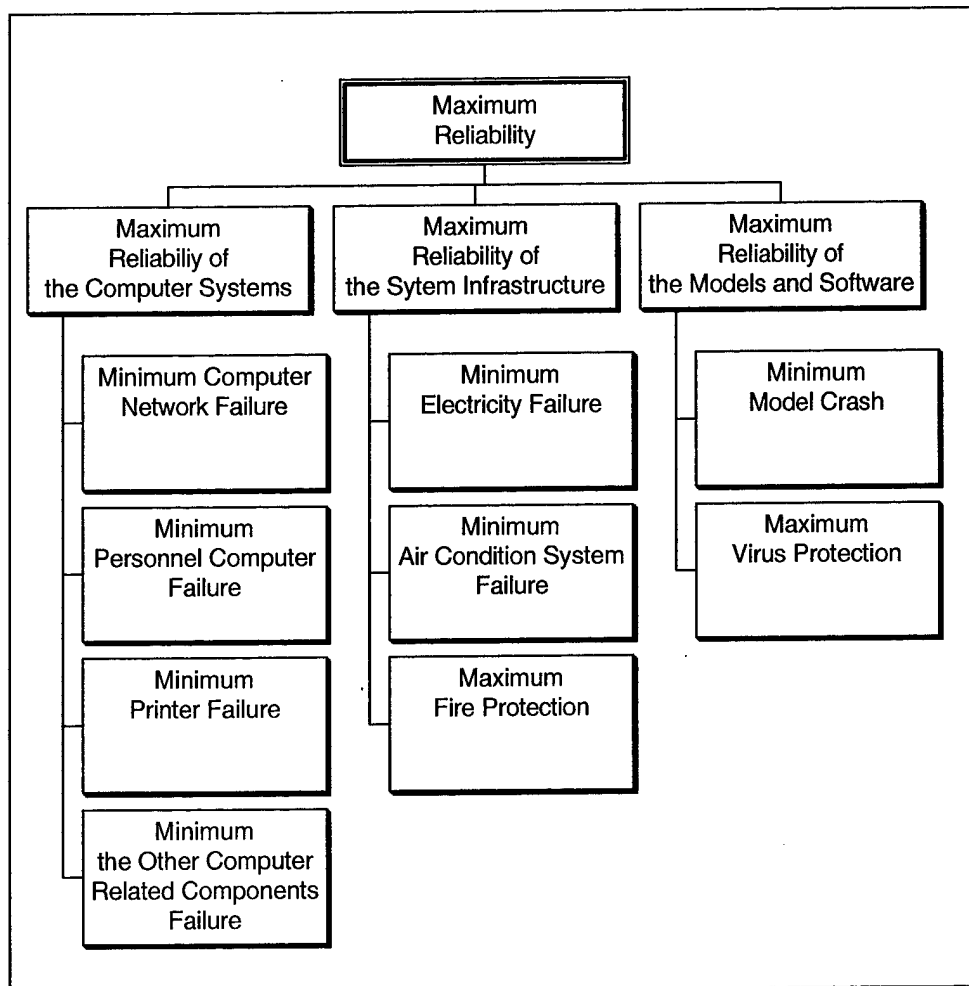 Maximum
Reliability
Maximum
Reliabiliy of
the Computer Systems
Maximum
Reliability of
the Sytem Infrastructure
Maximum
Reliability of
the Models and Software
Minimum Computer
Network Failure
Minimum
Personnel Computer
Failure
Minimum
Printer Failure
Minimum
the Other Computer
Related Components
Failure
Minimum
Electricity Failure
Minimum
Air Condition System
Failure
Maximum
Fire Protection
Minimum
Model Crash
Maximum
Virus Protection